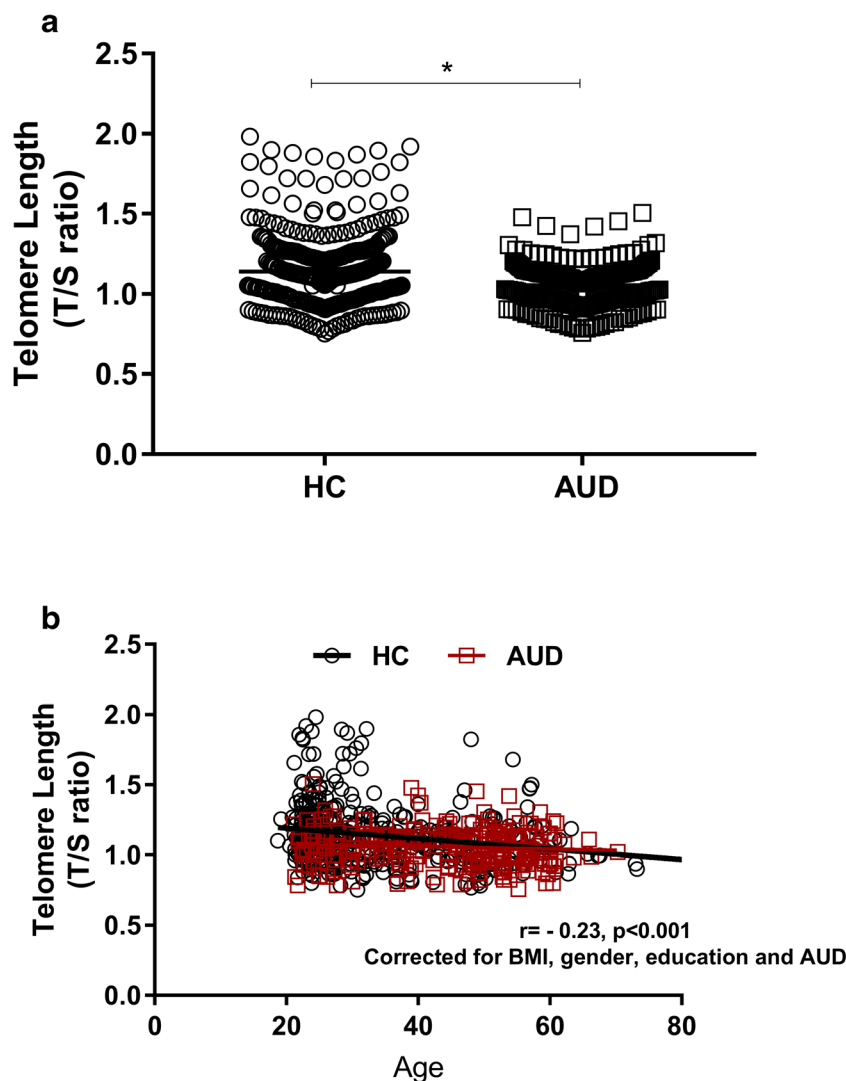 a
2.5
*
2.0
1.5
1.0
0.5
0.0
Telomere Length
(T/S ratio)
HC AUD
b
2.5
HC AUD
2.0
1.5
1.0
0.5
0.0
Telomere Length
(T/S ratio)
r= - 0.23, p<0.001
Corrected for BMI, gender, education and AUD
0 20 40 60 80
Age